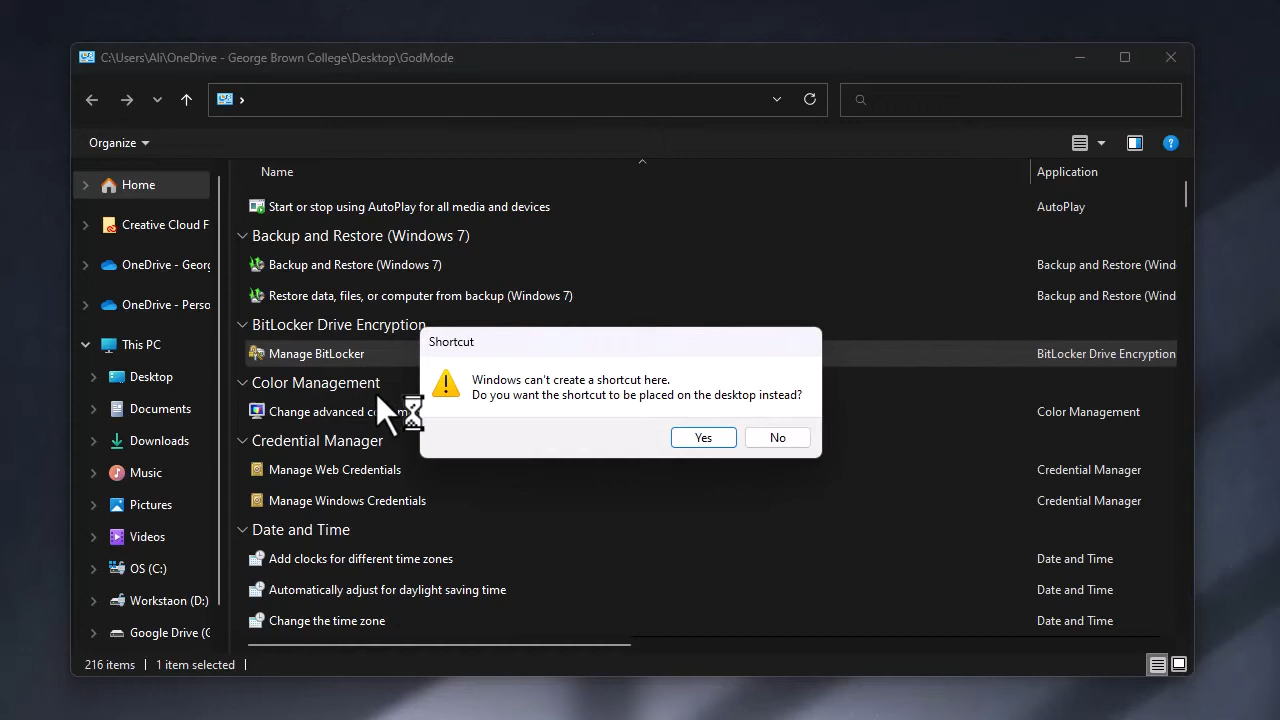 C:\Users\Ali\OneDrive - George Brown College\Desktop\GodMode
Organize
?
Home
Creative Cloud F
OneDrive - Georg
OneDrive - Perso
This PC
Desktop
Documents
Downloads
Music
Pictures
Videos
OS (C:)
Workstaon (D:)
Google Drive (G
Name Application
Start or stop using AutoPlay for all media and devices AutoPlay
Backup and Restore (Windows 7)
Backup and Restore (Windows 7) Backup and Restore (Wind
Restore data, files, or computer from backup (Windows 7) Backup and Restore (Wind
BitLocker Drive Encryption
Manage BitLocker BitLocker Drive Encryption
Color Management
Change advanced Color Management
Credential Manager
Manage Web Credentials Credential Manager
Manage Windows Credentials Credential Manager
Date and Time
Add clocks for different time zones Date and Time
Automatically adjust for daylight saving time Date and Time
Change the time zone Date and Time
Shortcut
Windows can't create a shortcut here.
Do you want the shortcut to be placed on the desktop instead?
Yes No
216 items 1 item selected